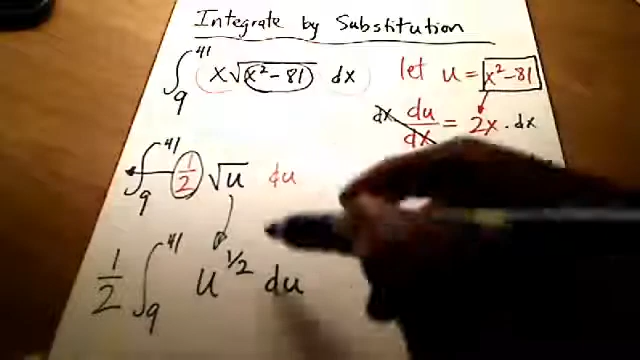 Integrate by Substitution
∫₉⁴¹ x√(x² - 81) dx
let u = x² - 81
dx du/dx = 2x · dx
∫₉⁴¹ 1/2 √u du
1/2 ∫₉⁴¹ u^1/2 du